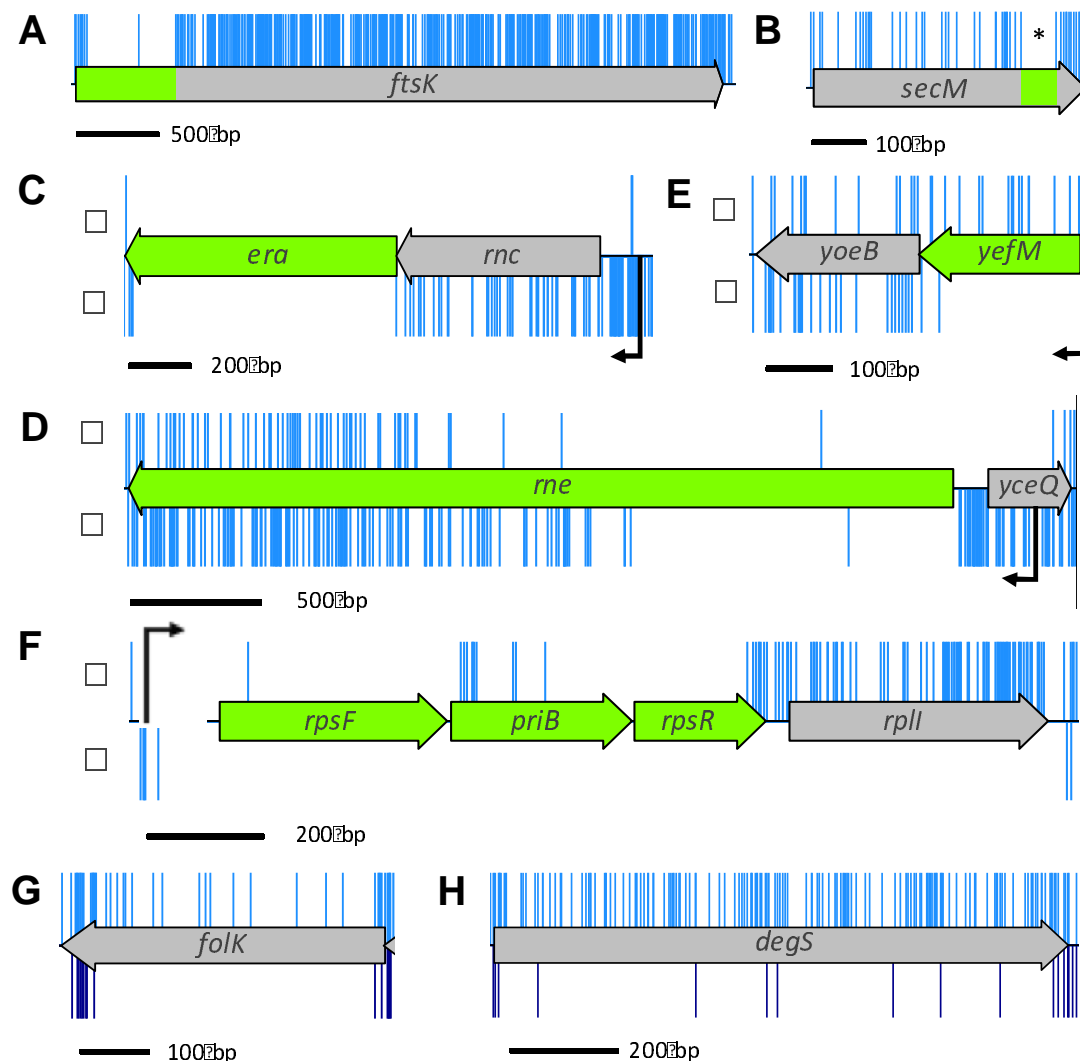 A
ftsK
500 bp
B
*
secM
100 bp
C
era
rnc
200 bp
E
yoeB
yefM
100 bp
D
rne
yceQ
500 bp
F
rpsF
priB
rpsR
rplI
200 bp
G
folK
100 bp
H
degS
200 bp